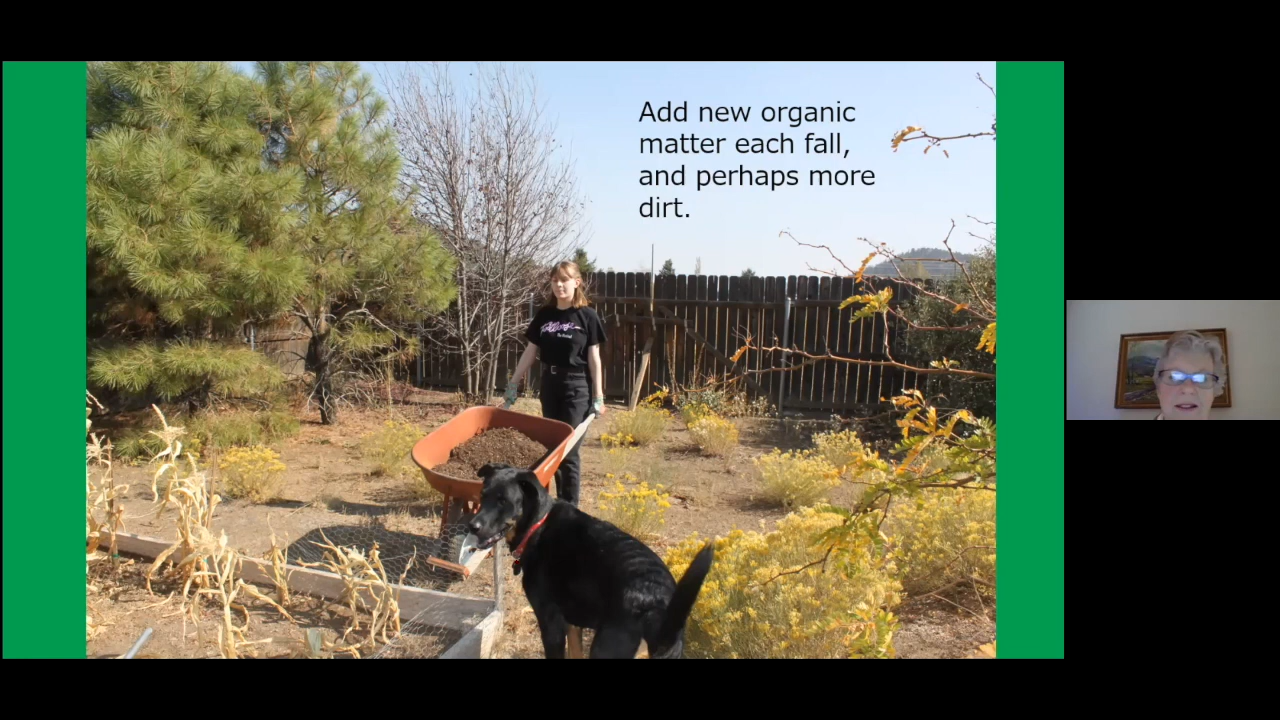 Add new organic
matter each fall,
and perhaps more
dirt.